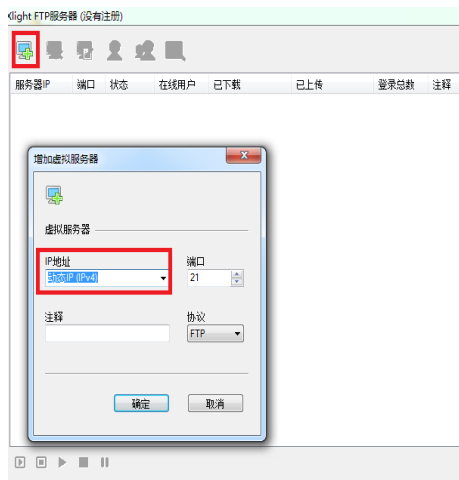 Xlight FTP服务器 (没有注册)
服务器IP 端口 状态 在线用户 已下载 已上传 登录总数 注释
增加虚拟服务器
虚拟服务器
IP地址 端口
动态IP (IPv4) 21
注释 协议
FTP
确定 取消